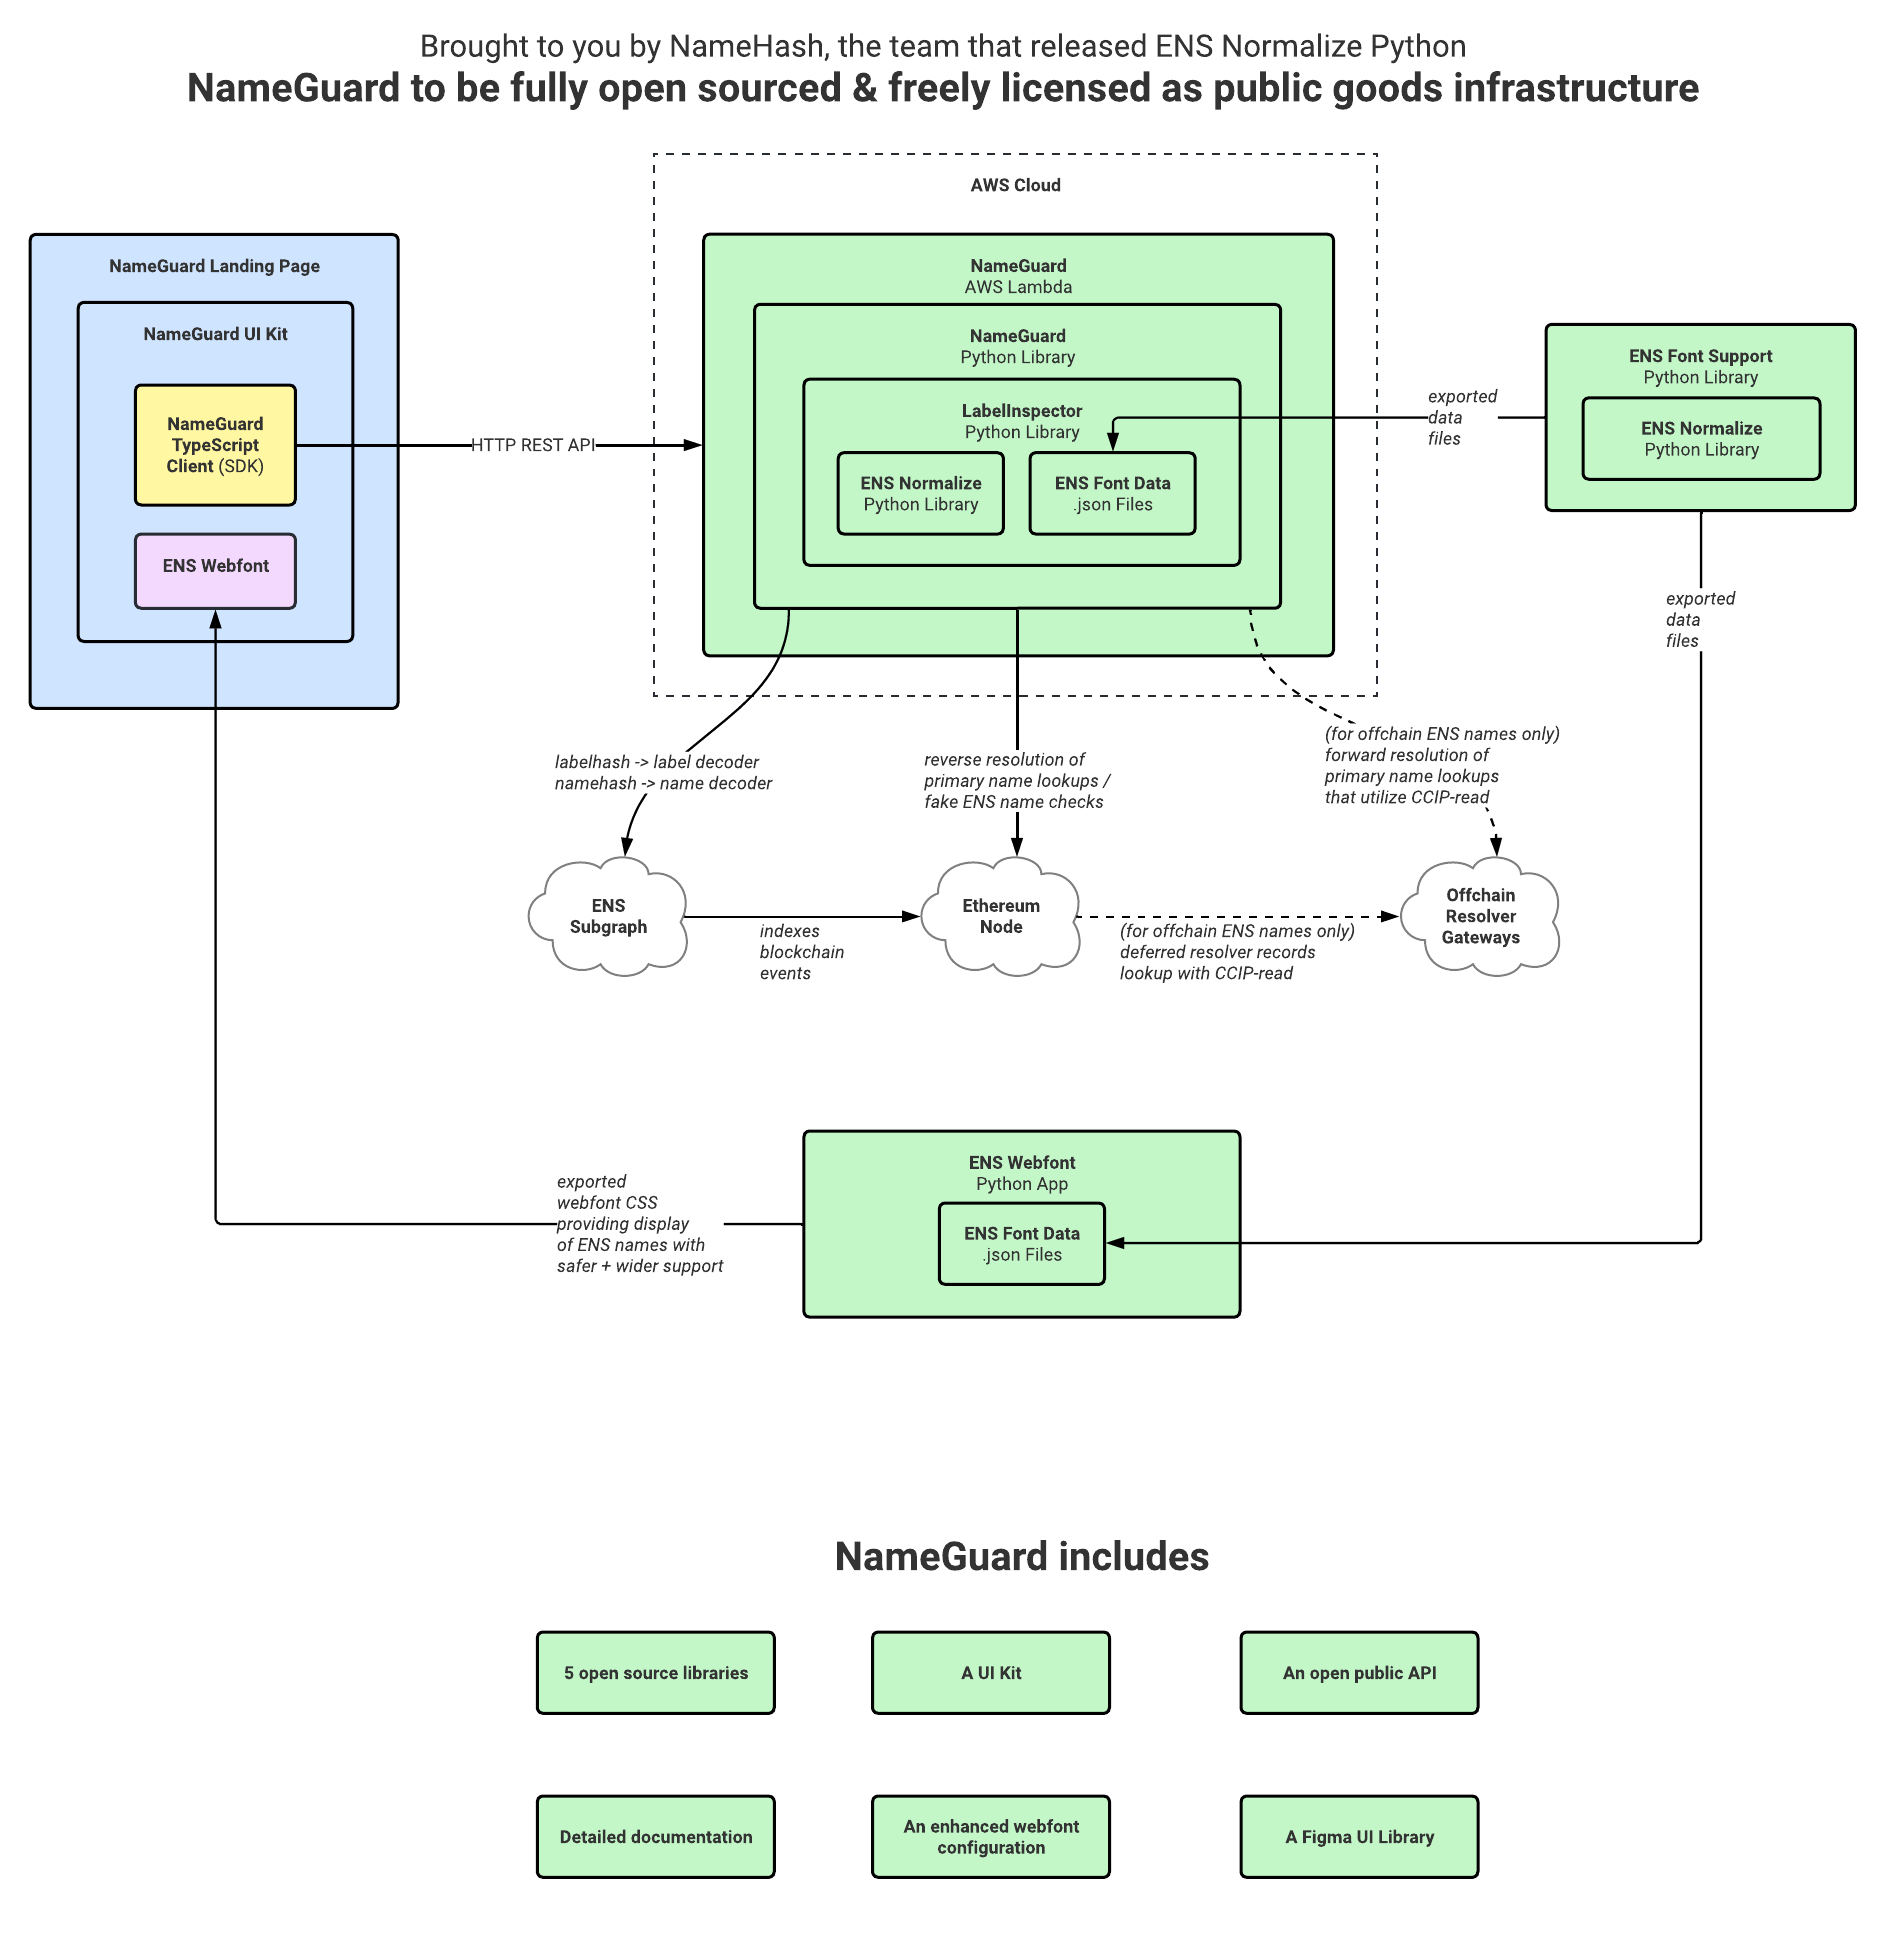 Brought to you by NameHash, the team that released ENS Normalize Python
NameGuard to be fully open sourced & freely licensed as public goods infrastructure
AWS Cloud
NameGuard Landing Page
NameGuard UI Kit
NameGuard
TypeScript
Client (SDK)
ENS Webfont
HTTP REST API
NameGuard
AWS Lambda
NameGuard
Python Library
LabelInspector
Python Library
ENS Normalize
Python Library
ENS Font Data
.json Files
exported
data
files
ENS Font Support
Python Library
ENS Normalize
Python Library
exported
data
files
labelhash -> label decoder
namehash -> name decoder
reverse resolution of
primary name lookups /
fake ENS name checks
(for offchain ENS names only)
forward resolution of
primary name lookups
that utilize CCIP-read
ENS
Subgraph
indexes
blockchain
events
Ethereum
Node
(for offchain ENS names only)
deferred resolver records
lookup with CCIP-read
Offchain
Resolver
Gateways
exported
webfont CSS
providing display
of ENS names with
safer + wider support
ENS Webfont
Python App
ENS Font Data
.json Files
NameGuard includes
5 open source libraries
A UI Kit
An open public API
Detailed documentation
An enhanced webfont
configuration
A Figma UI Library